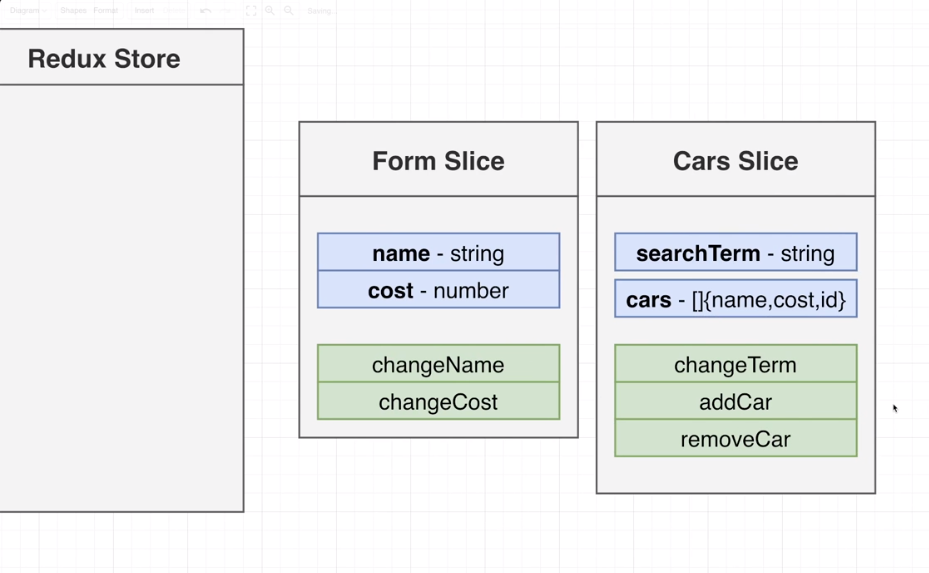 Diagram
Shapes
Format
Insert
Saving...
Redux Store
Form Slice
name - string
cost - number
changeName
changeCost
Cars Slice
searchTerm - string
cars - []{name,cost,id}
changeTerm
addCar
removeCar